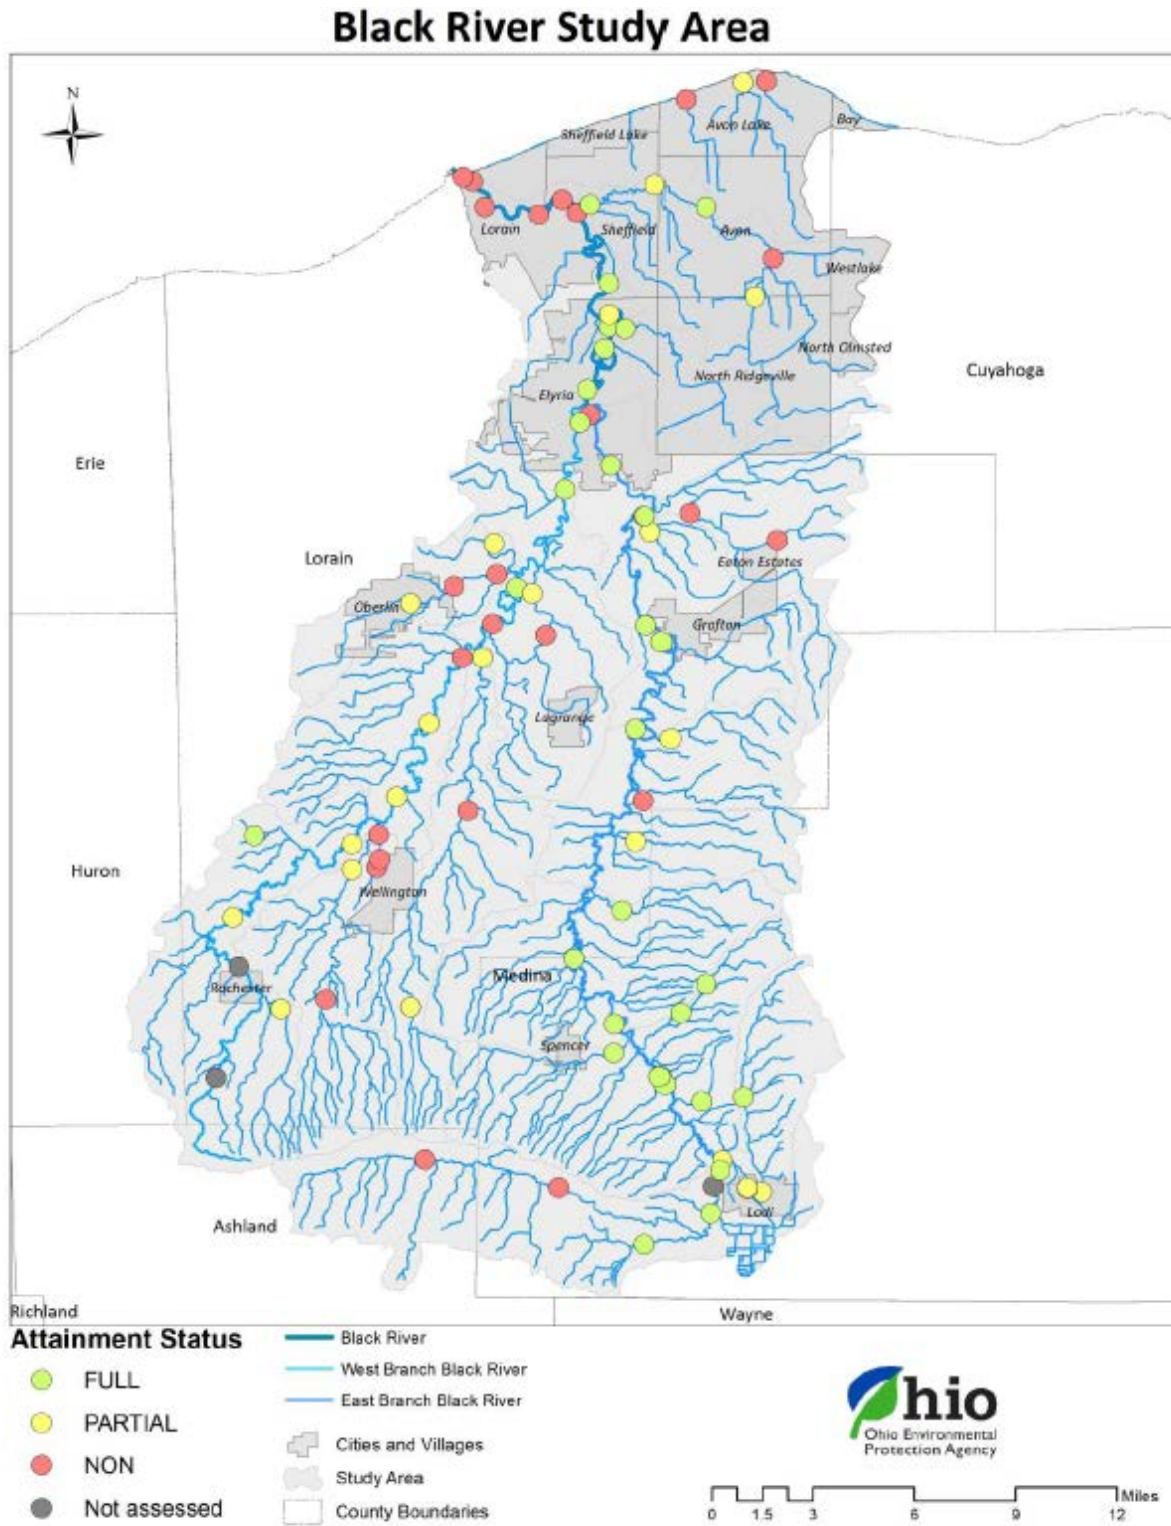 Black River Study Area
N
Bay
Avon Lake
Sheffield Lake
Lorain
Sheffield
Avon
Westlake
North Olmsted
Cuyahoga
North Ridgeville
Elyria
Erie
Lorain
Eaton Estates
Oberlin
Grafton
Lagrange
Huron
Wellington
Medina
Rochester
Spencer
Lodi
Ashland
Richland
Wayne
Attainment Status
FULL
PARTIAL
NON
Not assessed
Black River
West Branch Black River
East Branch Black River
Cities and Villages
Study Area
County Boundaries
Ohio
Ohio Environmental
Protection Agency
Miles
0 1.5 3 6 9 12